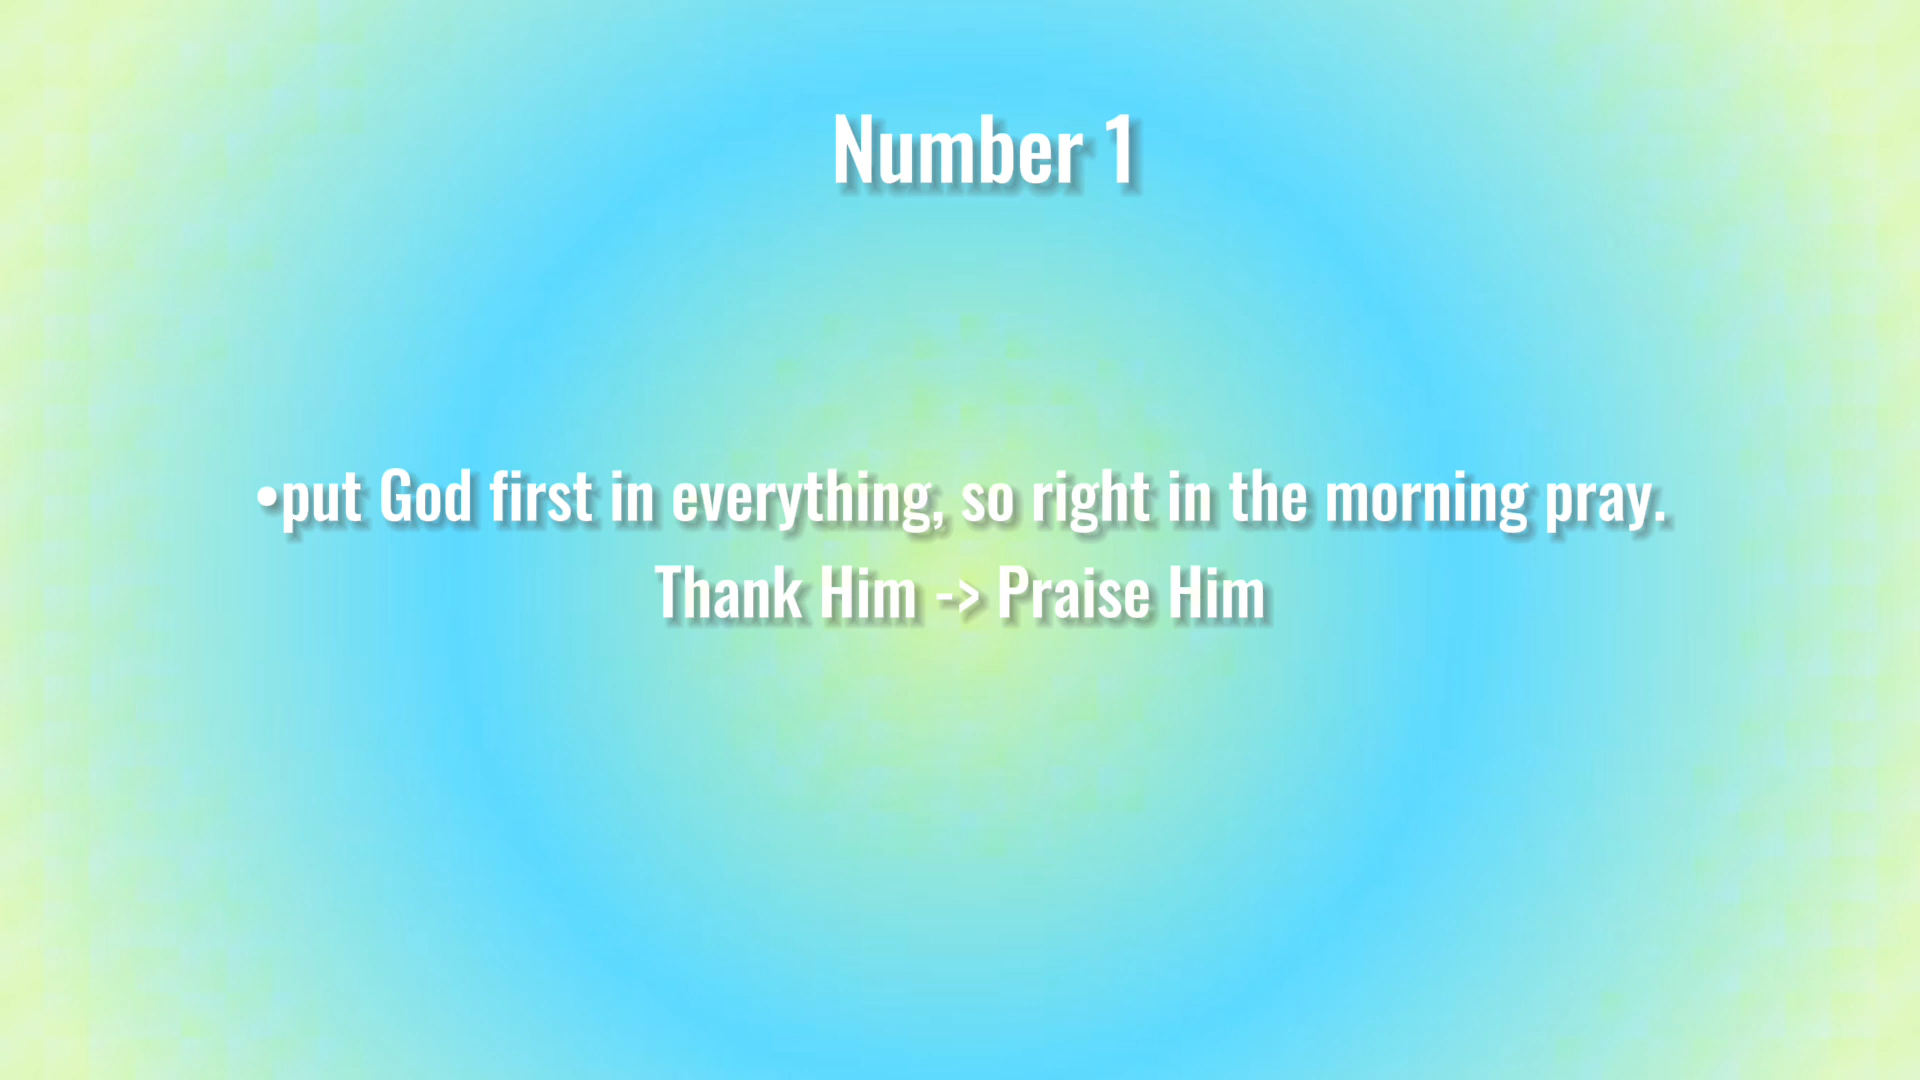 Number 1
•put God first in everything, so right in the morning pray.
Thank Him -> Praise Him